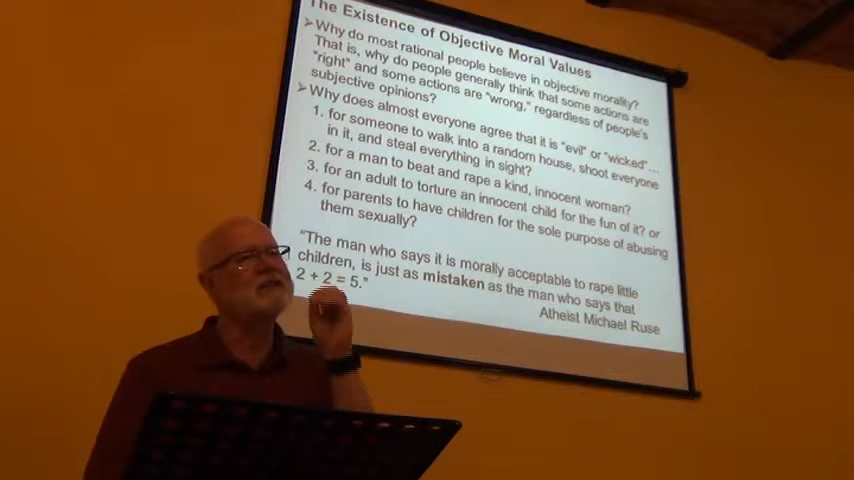 The Existence of Objective Moral Values
➢Why do most rational people believe in objective morality?
That is, why do people generally think that some actions are
"right" and some actions are "wrong," regardless of people's
subjective opinions?
➢Why does almost everyone agree that it is "evil" or "wicked"...
1. for someone to walk into a random house, shoot everyone
in it, and steal everything in sight?
2. for a man to beat and rape a kind, innocent woman?
3. for an adult to torture an innocent child for the fun of it? or
4. for parents to have children for the sole purpose of abusing
them sexually?
"The man who says it is morally acceptable to rape little
children, is just as mistaken as the man who says that
2 + 2 = 5."
Atheist Michael Ruse